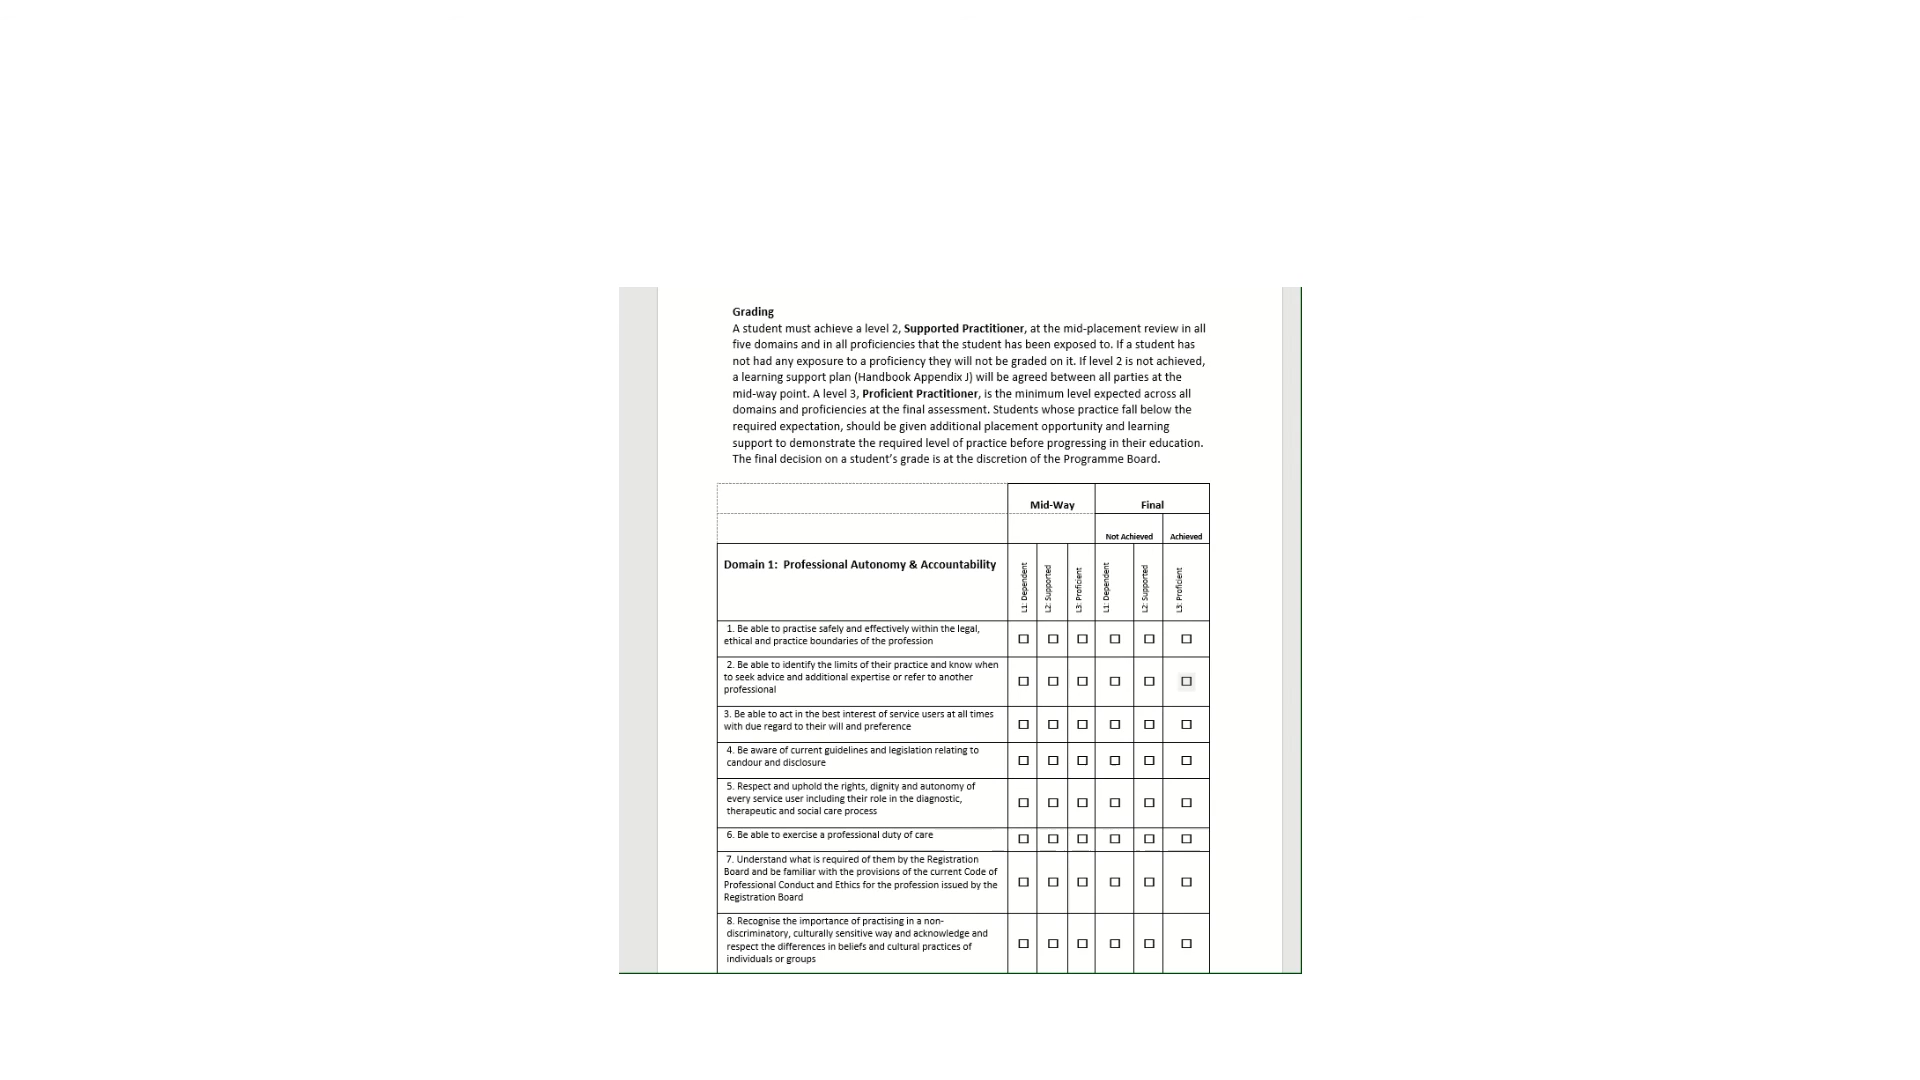 Grading
A student must achieve a level 2, Supported Practitioner, at the mid-placement review in all
five domains and in all proficiencies that the student has been exposed to. If a student has
not had any exposure to a proficiency they will not be graded on it. If level 2 is not achieved,
a learning support plan (Handbook Appendix J) will be agreed between all parties at the
mid-way point. A level 3, Proficient Practitioner, is the minimum level expected across all
domains and proficiencies at the final assessment. Students whose practice fall below the
required expectation, should be given additional placement opportunity and learning
support to demonstrate the required level of practice before progressing in their education.
The final decision on a student's grade is at the discretion of the Programme Board.
Mid-Way Final
Not Achieved Achieved
Domain 1: Professional Autonomy & Accountability
L1: Dependent
L2: Supported
L3: Proficient
L1: Dependent
L2: Supported
L3: Proficient
1. Be able to practise safely and effectively within the legal,
ethical and practice boundaries of the profession
2. Be able to identify the limits of their practice and know when
to seek advice and additional expertise or refer to another
professional
3. Be able to act in the best interest of service users at all times
with due regard to their will and preference
4. Be aware of current guidelines and legislation relating to
candour and disclosure
5. Respect and uphold the rights, dignity and autonomy of
every service user including their role in the diagnostic,
therapeutic and social care process
6. Be able to exercise a professional duty of care
7. Understand what is required of them by the Registration
Board and be familiar with the provisions of the current Code of
Professional Conduct and Ethics for the profession issued by the
Registration Board
8. Recognise the importance of practising in a non-
discriminatory, culturally sensitive way and acknowledge and
respect the differences in beliefs and cultural practices of
individuals or groups